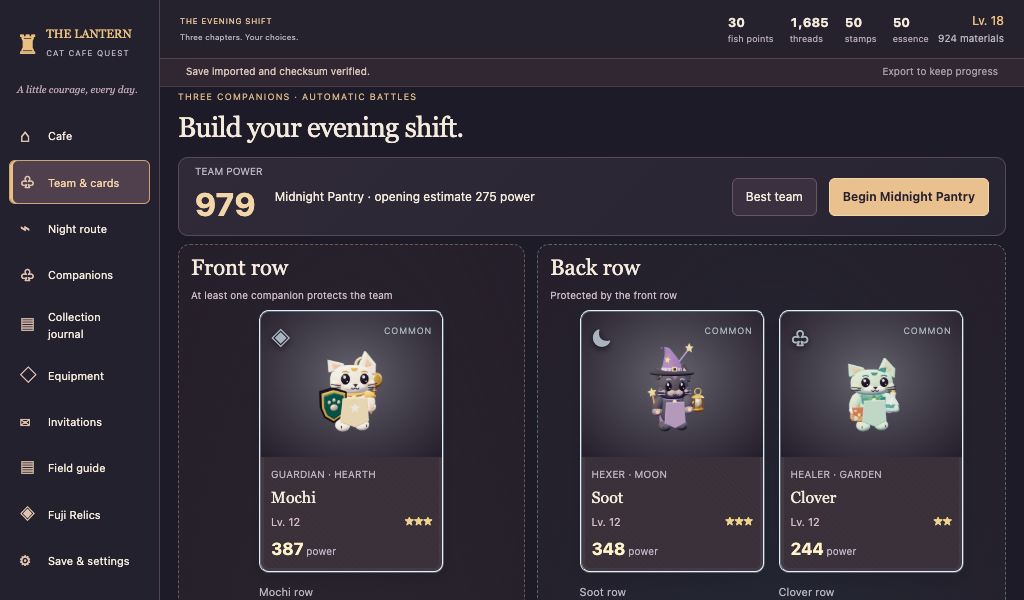 THE LANTERN
CAT CAFE QUEST
A little courage, every day.
Cafe
Team & cards
Night route
Companions
Collection
journal
Equipment
Invitations
Field guide
Fuji Relics
Save & settings
THE EVENING SHIFT
Three chapters. Your choices.
30
fish points
1,685
threads
50
stamps
50
essence
Lv. 18
924 materials
Save imported and checksum verified.
Export to keep progress
THREE COMPANIONS · AUTOMATIC BATTLES
Build your evening shift.
TEAM POWER
979
Midnight Pantry · opening estimate 275 power
Best team
Begin Midnight Pantry
Front row
At least one companion protects the team
COMMON
GUARDIAN · HEARTH
Mochi
Lv. 12
387 power
Mochi row
Back row
Protected by the front row
COMMON
HEXER · MOON
Soot
Lv. 12
348 power
Soot row
COMMON
HEALER · GARDEN
Clover
Lv. 12
244 power
Clover row